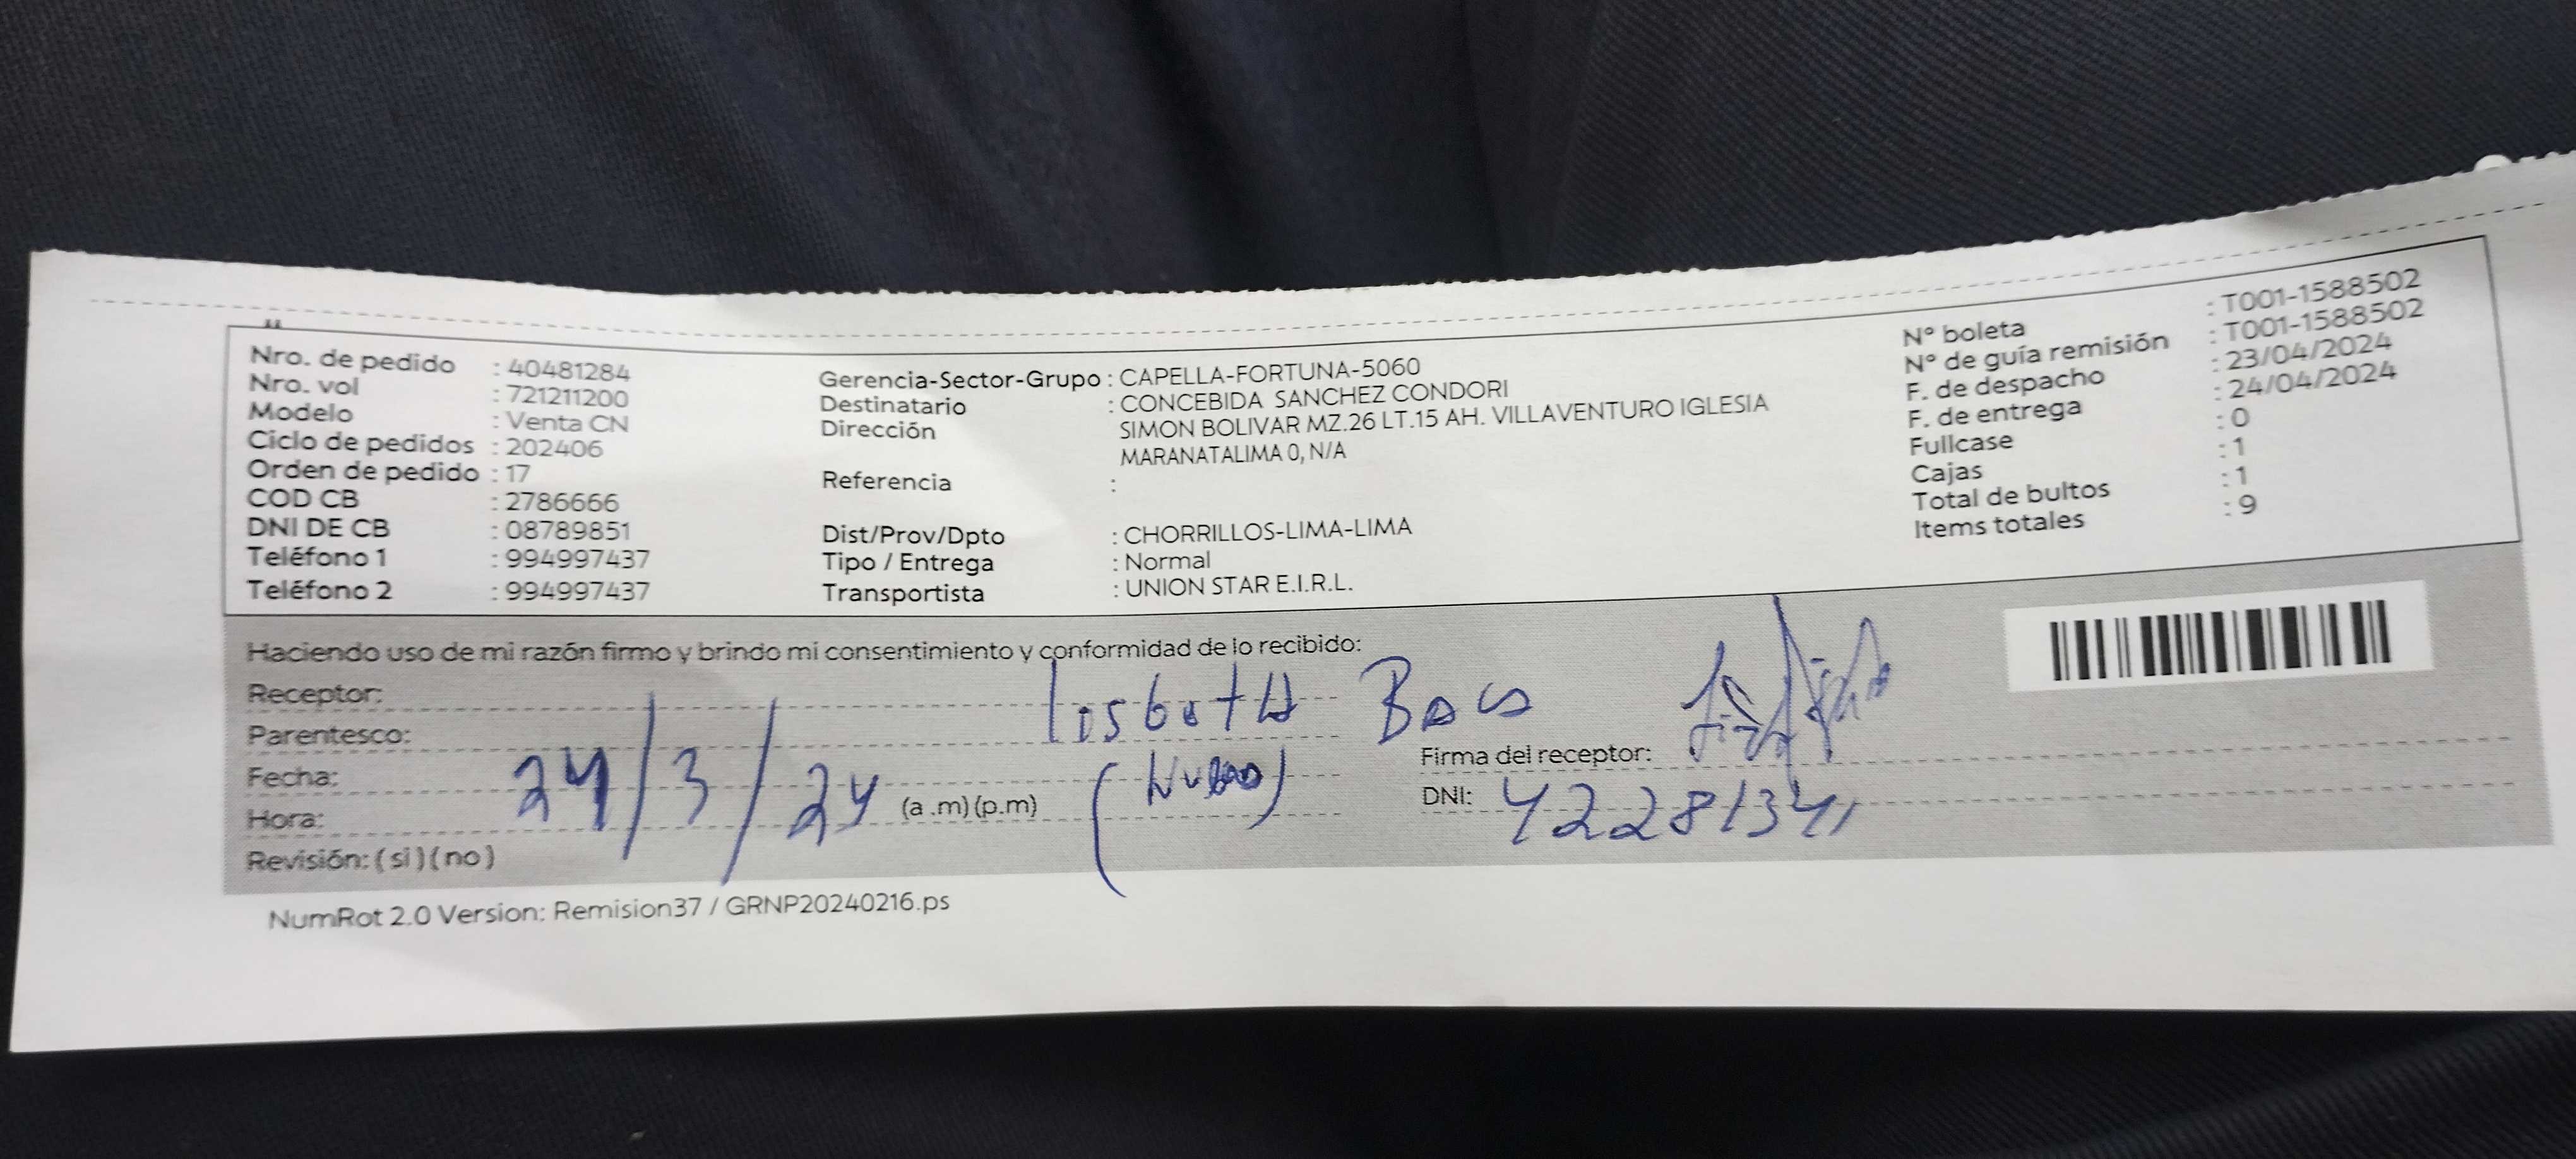 Nro. de pedido : 40481284
Nro. vol : 721211200
Modelo : Venta CN
Ciclo de pedidos : 202406
Orden de pedido : 17
COD CB : 2786666
DNI DE CB : 08789851
Teléfono 1 : 994997437
Teléfono 2 : 994997437
Gerencia-Sector-Grupo : CAPELLA-FORTUNA-5060
Destinatario : CONCEBIDA SANCHEZ CONDORI
Dirección SIMON BOLIVAR MZ.26 LT.15 AH. VILLAVENTURO IGLESIA
MARANATALIMA 0, N/A
Referencia :
Dist/Prov/Dpto : CHORRILLOS-LIMA-LIMA
Tipo / Entrega : Normal
Transportista : UNION STAR E.I.R.L.
N° boleta : T001-1588502
N° de guía remisión : T001-1588502
F. de despacho : 23/04/2024
F. de entrega : 24/04/2024
Fullcase : 0
Cajas : 1
Total de bultos : 1
Items totales : 9
Haciendo uso de mi razón firmo y brindo mi consentimiento y conformidad de lo recibido:
Receptor:
Parentesco:
Fecha: 24/3/24
Hora: (a .m) (p.m)
Revisión: ( si ) ( no )
Firma del receptor:
DNI:
NumRot 2.0 Version: Remision37 / GRNP20240216.ps